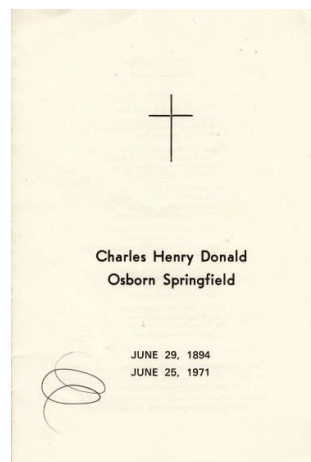 Charles Henry Donald
Osborn Springfield
JUNE 29, 1894
JUNE 25, 1971